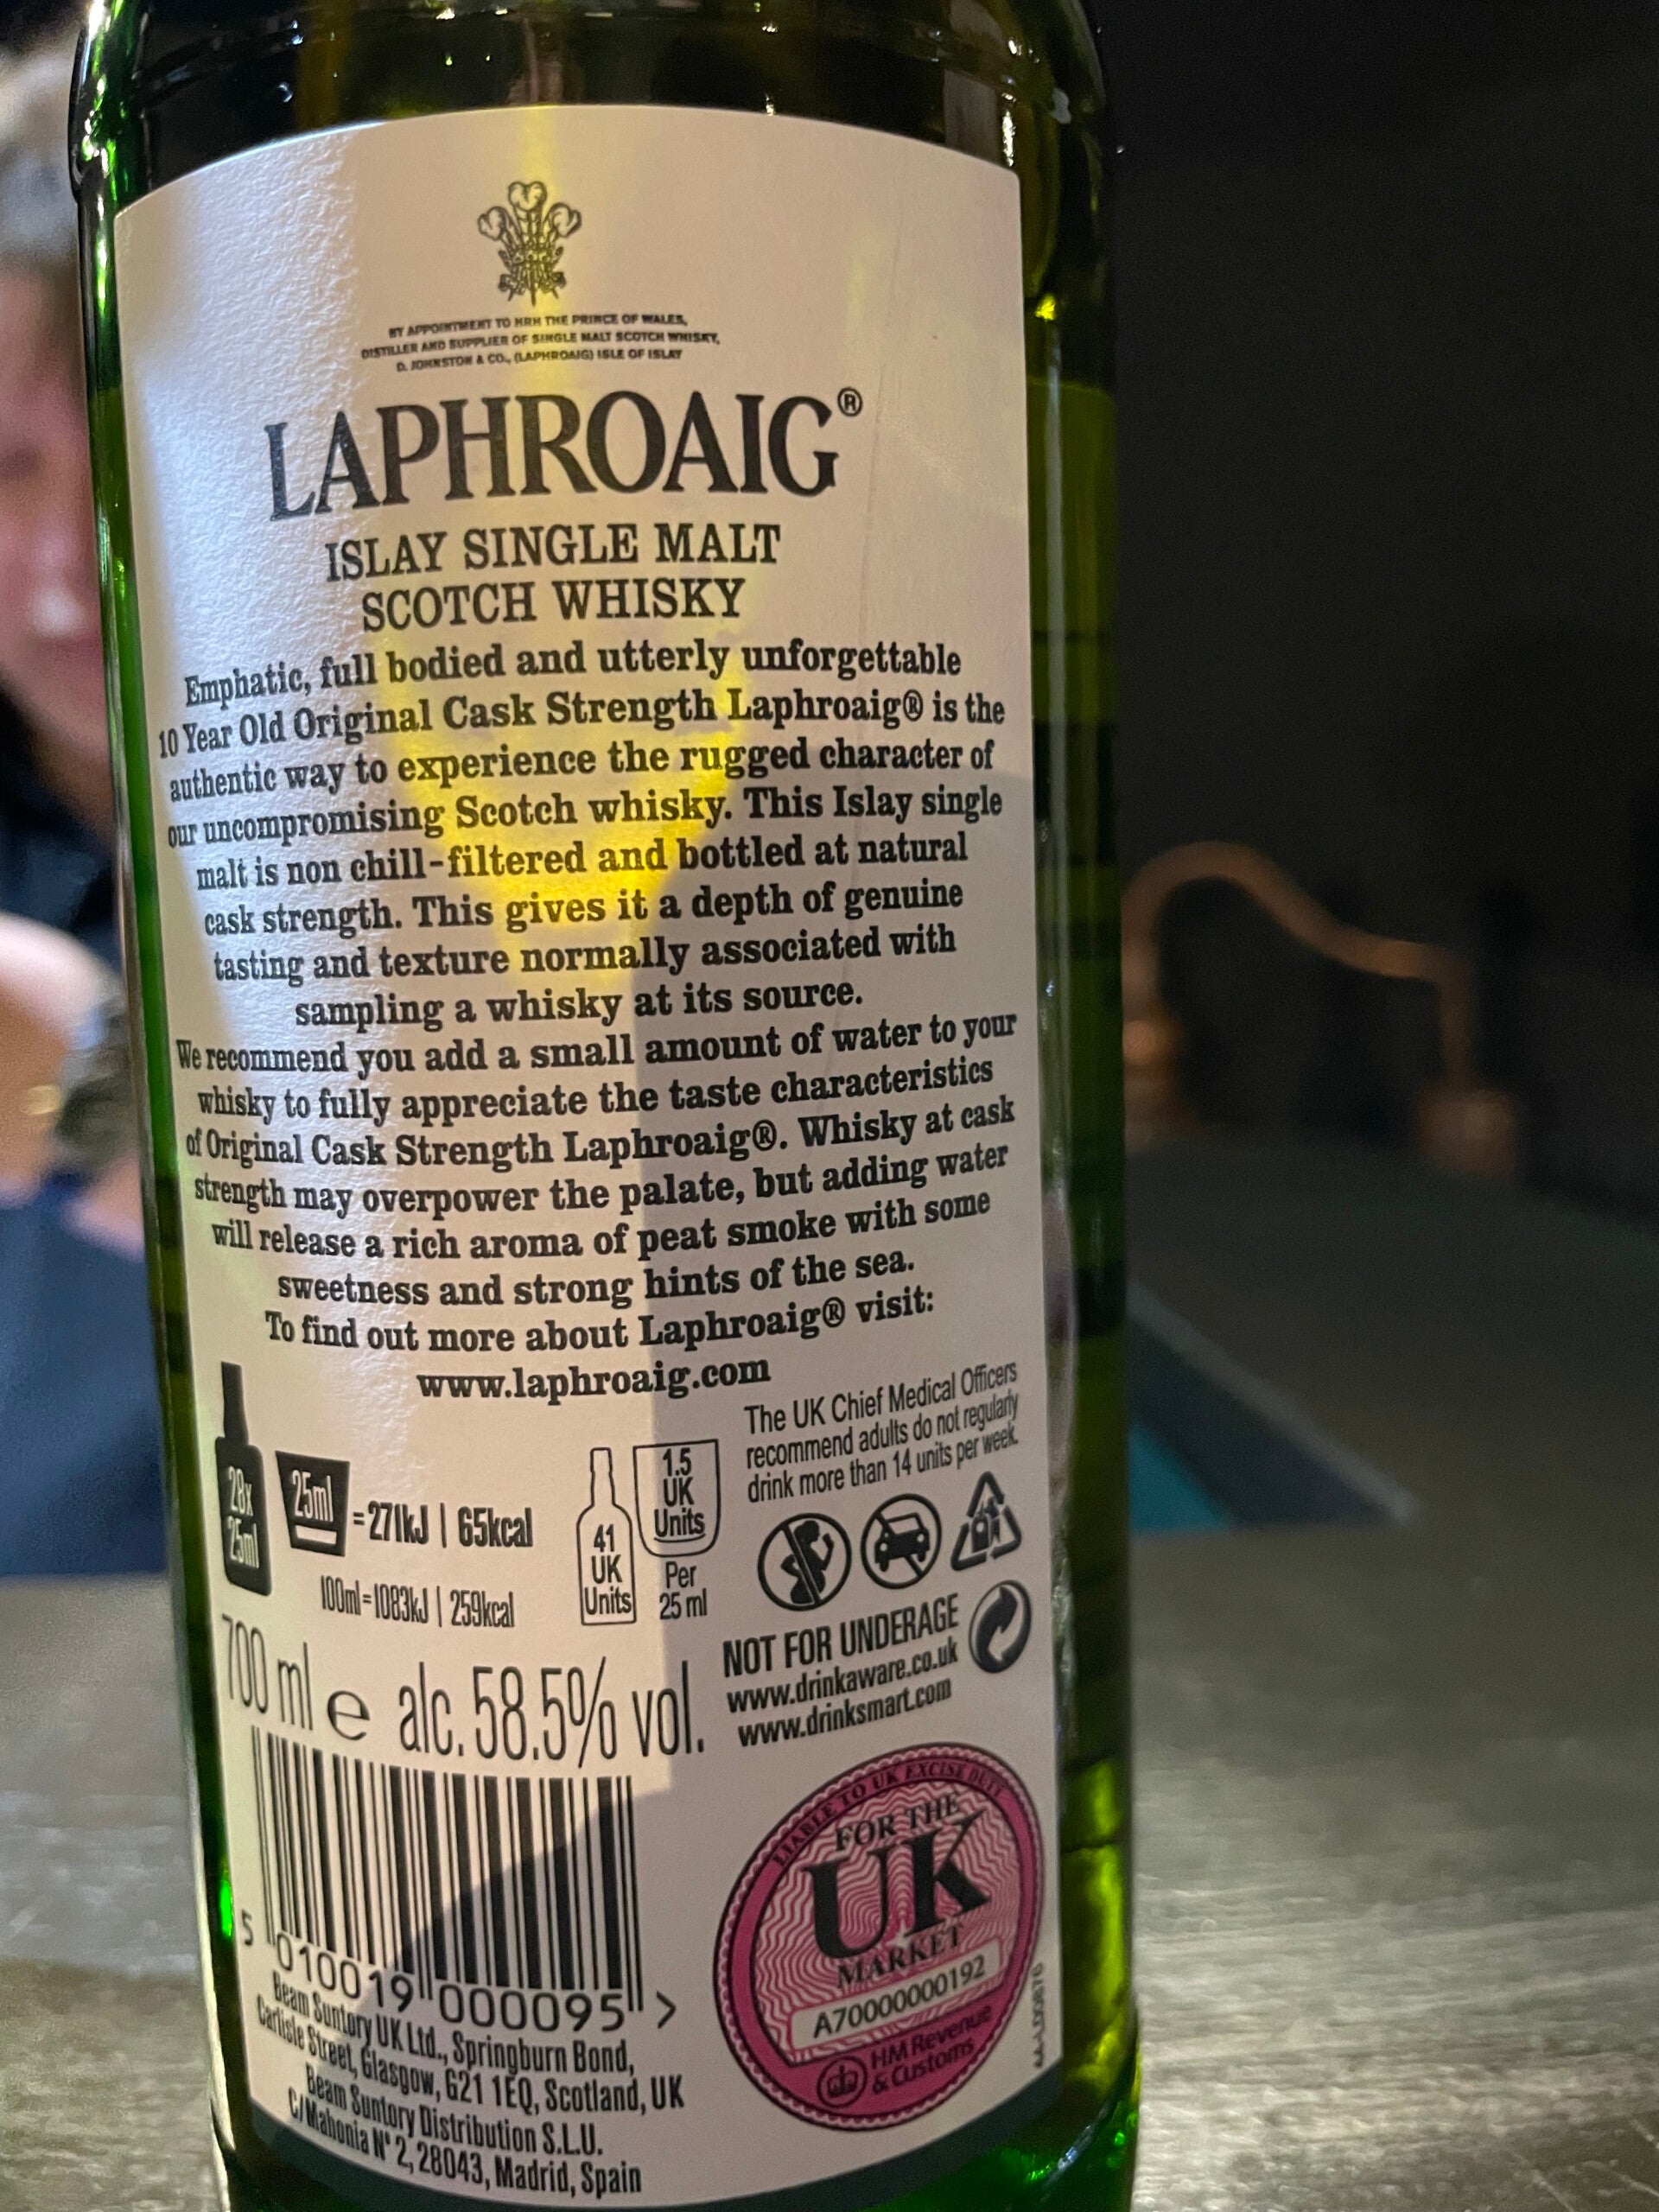 BY APPOINTMENT TO HRH THE PRINCE OF WALES,
DISTILLER AND SUPPLIER OF SINGLE MALT SCOTCH WHISKY,
D. JOHNSTON & CO., (LAPHROAIG) ISLE OF ISLAY
LAPHROAIG®
ISLAY SINGLE MALT
SCOTCH WHISKY
Emphatic, full bodied and utterly unforgettable
10 Year Old Original Cask Strength Laphroaig® is the
authentic way to experience the rugged character of
our uncompromising Scotch whisky. This Islay single
malt is non chill-filtered and bottled at natural
cask strength. This gives it a depth of genuine
tasting and texture normally associated with
sampling a whisky at its source.
We recommend you add a small amount of water to your
whisky to fully appreciate the taste characteristics
of Original Cask Strength Laphroaig®. Whisky at cask
strength may overpower the palate, but adding water
will release a rich aroma of peat smoke with some
sweetness and strong hints of the sea.
To find out more about Laphroaig® visit:
www.laphroaig.com
28x
25ml
25ml
=271kJ | 65kcal
100ml=1083kJ | 259kcal
41
UK
Units
1.5
UK
Units
Per
25 ml
The UK Chief Medical Officers
recommend adults do not regularly
drink more than 14 units per week.
NOT FOR UNDERAGE
www.drinkaware.co.uk
www.drinksmart.com
700 ml e alc. 58.5% vol.
5 010019 000095 >
Beam Suntory UK Ltd., Springburn Bond,
Carlisle Street, Glasgow, G21 1EQ, Scotland, UK
Beam Suntory Distribution S.L.U.
C/Mahonia Nº 2, 28043, Madrid, Spain
LIABLE TO UK EXCISE DUTY
FOR THE
UK
MARKET
A70000000192
HM Revenue
& Customs